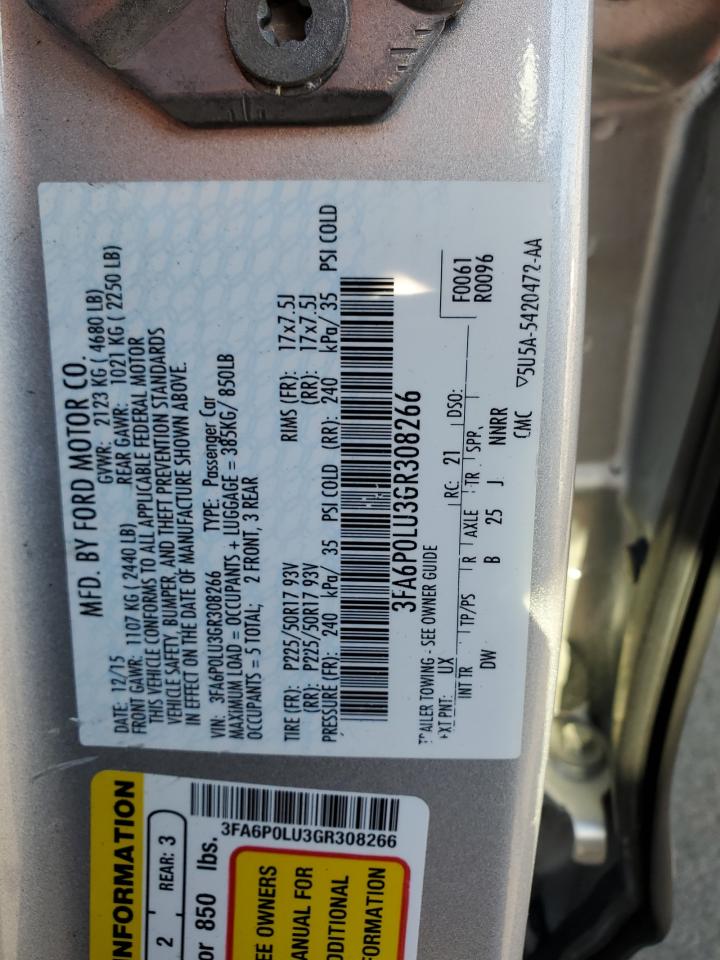 MFD. BY FORD MOTOR CO.
DATE: 12/15 GVWR: 2123 KG ( 4680 LB)
FRONT GAWR: 1107 KG (2440 LB) REAR GAWR: 1021 KG ( 2250 LB)
THIS VEHICLE CONFORMS TO ALL APPLICABLE FEDERAL MOTOR
VEHICLE SAFETY, BUMPER, AND THEFT PREVENTION STANDARDS
IN EFFECT ON THE DATE OF MANUFACTURE SHOWN ABOVE.
VIN: 3FA6P0LU3GR308266 TYPE: Passenger Car
MAXIMUM LOAD = OCCUPANTS + LUGGAGE = 385KG/ 850LB
OCCUPANTS = 5 TOTAL; 2 FRONT, 3 REAR
TIRE (FR): P225/50R17 93V RIMS (FR): 17x7.5J
(RR): P225/50R17 93V (RR): 17x7.5J
PRESSURE (FR): 240 kPa/ 35 PSI COLD (RR): 240 kPa/ 35 PSI COLD
3FA6P0LU3GR308266
TRAILER TOWING - SEE OWNER GUIDE
F0061
R0096
EXT PNT: UX RC: 21 DSO:
INT TR TP/PS R AXLE TR SPR
DW B 25 J NNRR
CMC ▽5U5A-5420472-AA
INFORMATION
2 REAR: 3
or 850 lbs.
3FA6P0LU3GR308266
EE OWNERS
ANUAL FOR
DDITIONAL
FORMATION